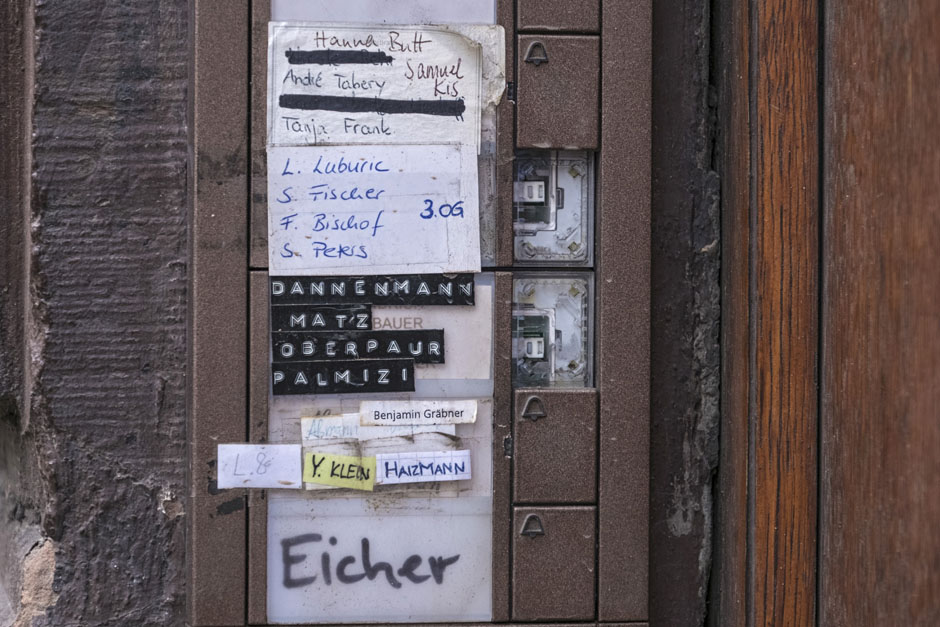 Hanna Butt
André Tabery
Samuel
Kis
Tanja Frank
L. Luburic
S. Fischer
F. Bischof
S. Peters
3.OG
DANNENMANN
MATZ
BAUER
OBERPAUR
PALMIZI
Benjamin Gräbner
L. &
Y. KLEIN
HAIZMANN
Eicher